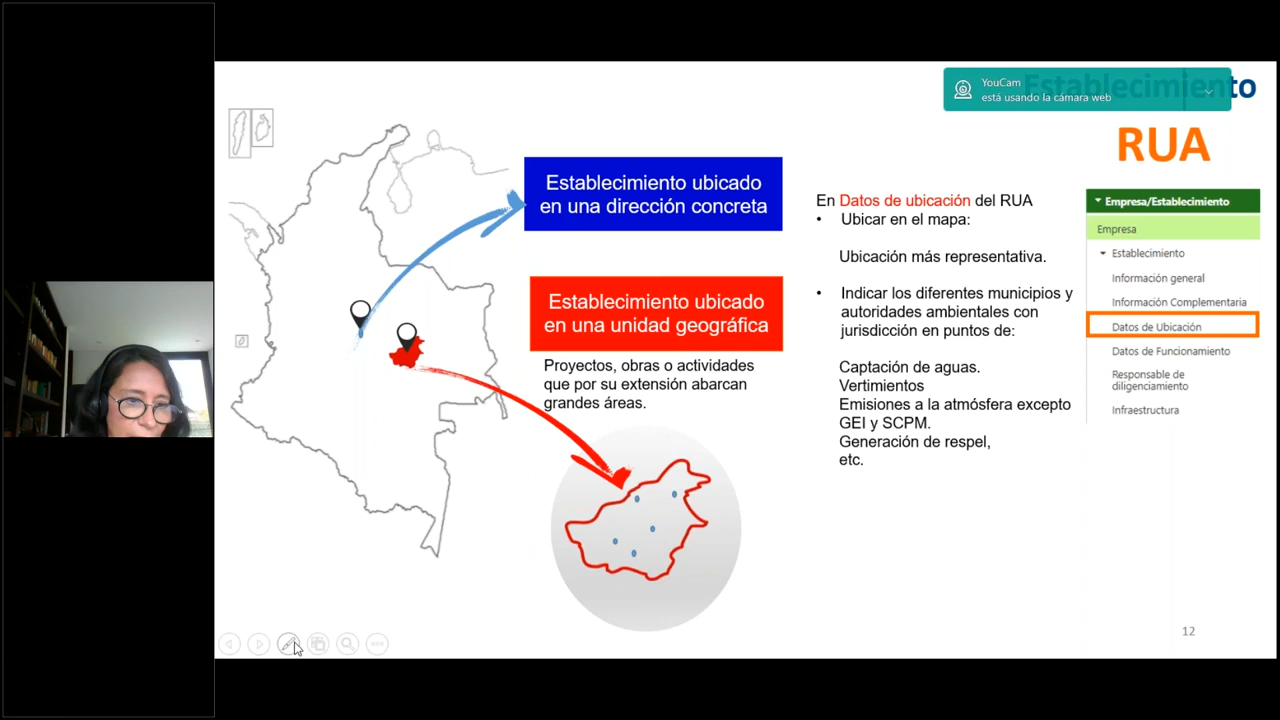 Establecimiento
YouCam
está usando la cámara web
RUA
Establecimiento ubicado
en una dirección concreta
Establecimiento ubicado
en una unidad geográfica
Proyectos, obras o actividades
que por su extensión abarcan
grandes áreas.
En Datos de ubicación del RUA
• Ubicar en el mapa:
Ubicación más representativa.
• Indicar los diferentes municipios y
autoridades ambientales con
jurisdicción en puntos de:
Captación de aguas.
Vertimientos
Emisiones a la atmósfera excepto
GEI y SCPM.
Generación de respel,
etc.
Empresa/Establecimiento
Empresa
Establecimiento
Información general
Información Complementaria
Datos de Ubicación
Datos de Funcionamiento
Responsable de
diligenciamiento
Infraestructura
12